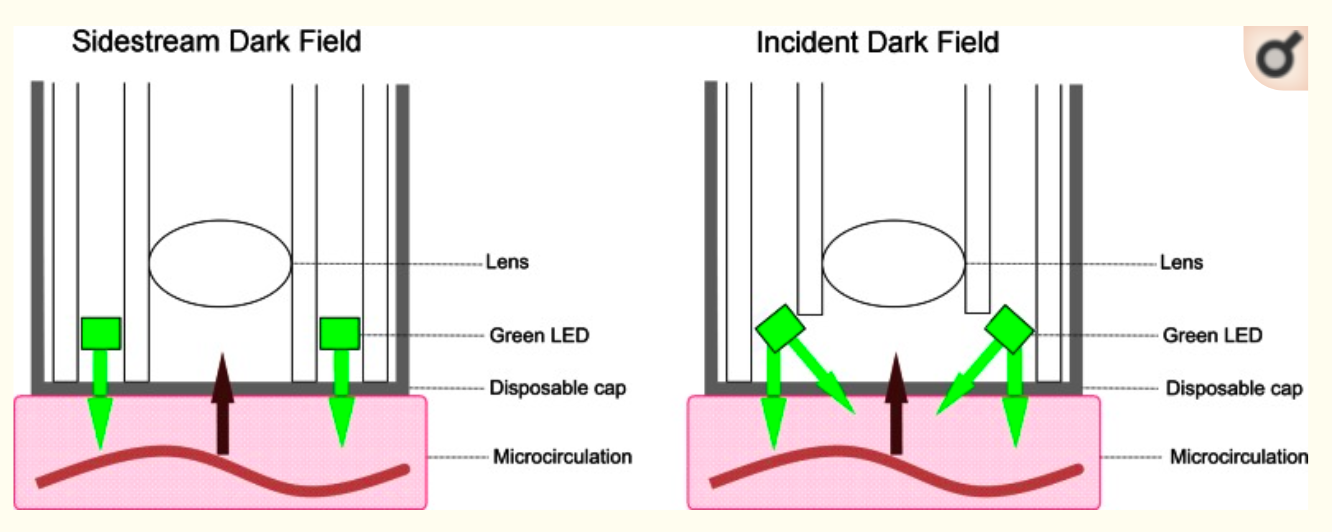 Sidestream Dark Field
Incident Dark Field
Lens
Green LED
Disposable cap
Microcirculation
Lens
Green LED
Disposable cap
Microcirculation